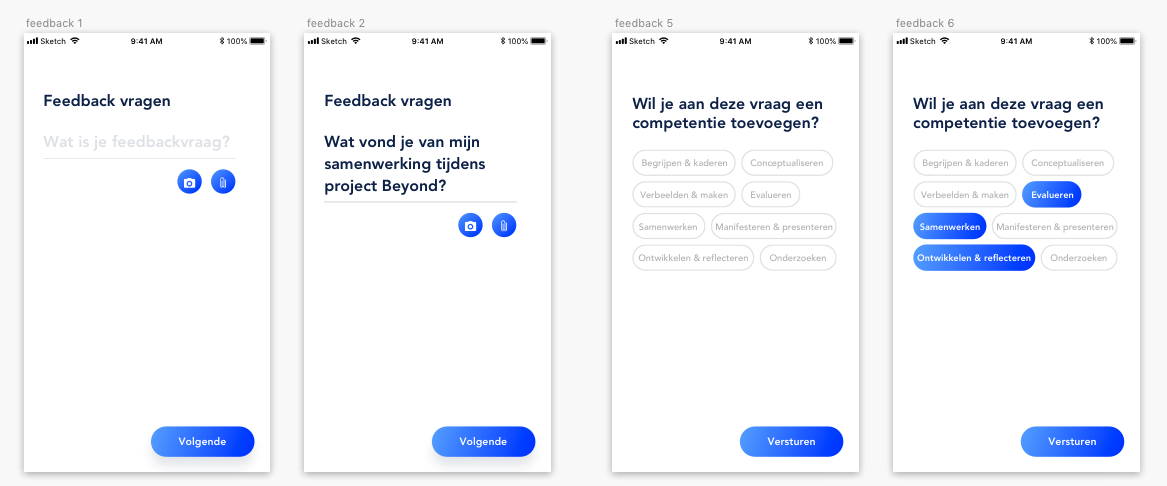 feedback 1
Sketch 9:41 AM 100%
Feedback vragen
Wat is je feedbackvraag?
Volgende
feedback 2
Sketch 9:41 AM 100%
Feedback vragen
Wat vond je van mijn
samenwerking tijdens
project Beyond?
Volgende
feedback 5
Sketch 9:41 AM 100%
Wil je aan deze vraag een
competentie toevoegen?
Begrijpen & kaderen Conceptualiseren
Verbeelden & maken Evalueren
Samenwerken Manifesteren & presenteren
Ontwikkelen & reflecteren Onderzoeken
Versturen
feedback 6
Sketch 9:41 AM 100%
Wil je aan deze vraag een
competentie toevoegen?
Begrijpen & kaderen Conceptualiseren
Verbeelden & maken Evalueren
Samenwerken Manifesteren & presenteren
Ontwikkelen & reflecteren Onderzoeken
Versturen